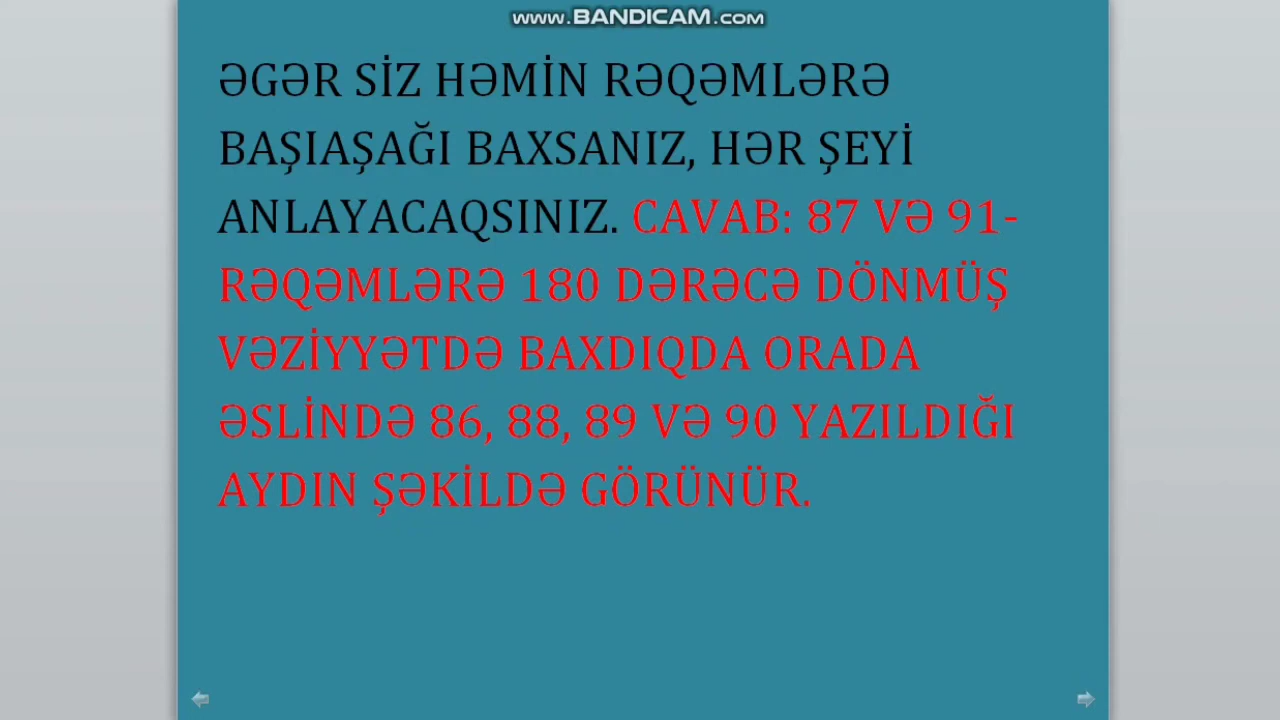 www.BANDICAM.com
ƏGƏR SİZ HƏMİN RƏQƏMLƏRƏ
BAŞIAŞAĞI BAXSANIZ, HƏR ŞEYİ
ANLAYACAQSINIZ. CAVAB: 87 VƏ 91-
RƏQƏMLƏRƏ 180 DƏRƏCƏ DÖNMÜŞ
VƏZİYYƏTDƏ BAXDIQDA ORADA
ƏSLİNDƏ 86, 88, 89 VƏ 90 YAZILDIĞI
AYDIN ŞƏKİLDƏ GÖRÜNÜR.